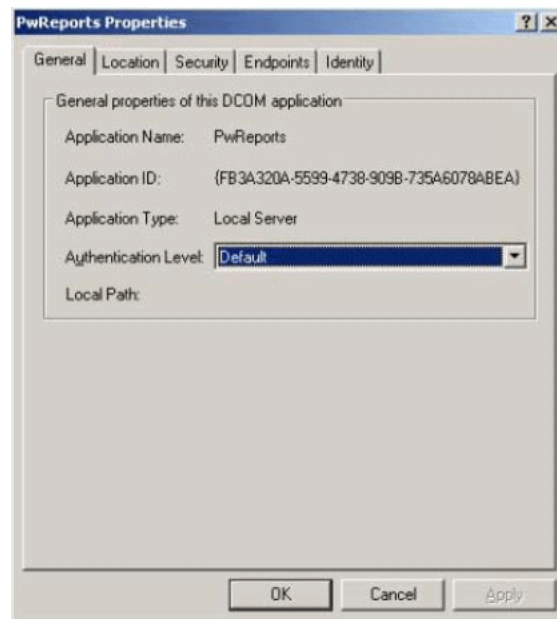 PwReports Properties
General Location Security Endpoints Identity
General properties of this DCOM application
Application Name: PwReports
Application ID: {FB3A320A-5599-4738-909B-735A6078ABEA}
Application Type: Local Server
Authentication Level: Default
Local Path:
OK Cancel Apply